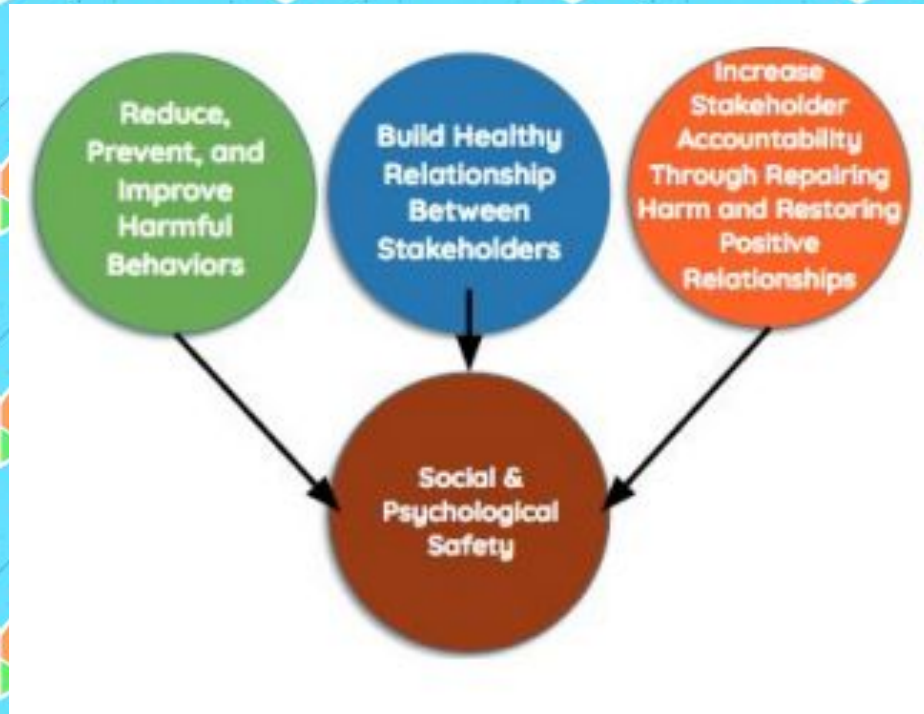 Reduce,
Prevent, and
Improve
Harmful
Behaviors
Build Healthy
Relationship
Between
Stakeholders
Increase
Stakeholder
Accountability
Through Repairing
Harm and Restoring
Positive
Relationships
Social &
Psychological
Safety